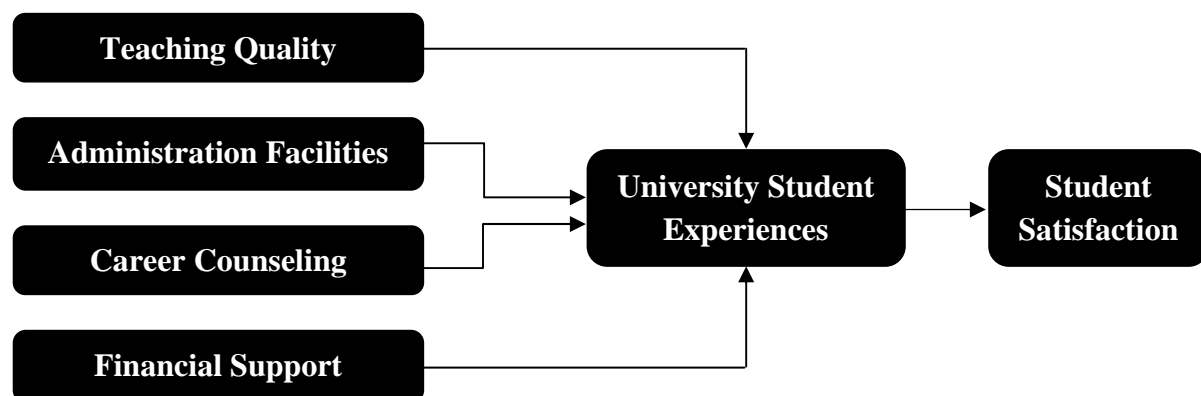 Teaching Quality
Administration Facilities
Career Counseling
Financial Support
University Student
Experiences
Student
Satisfaction